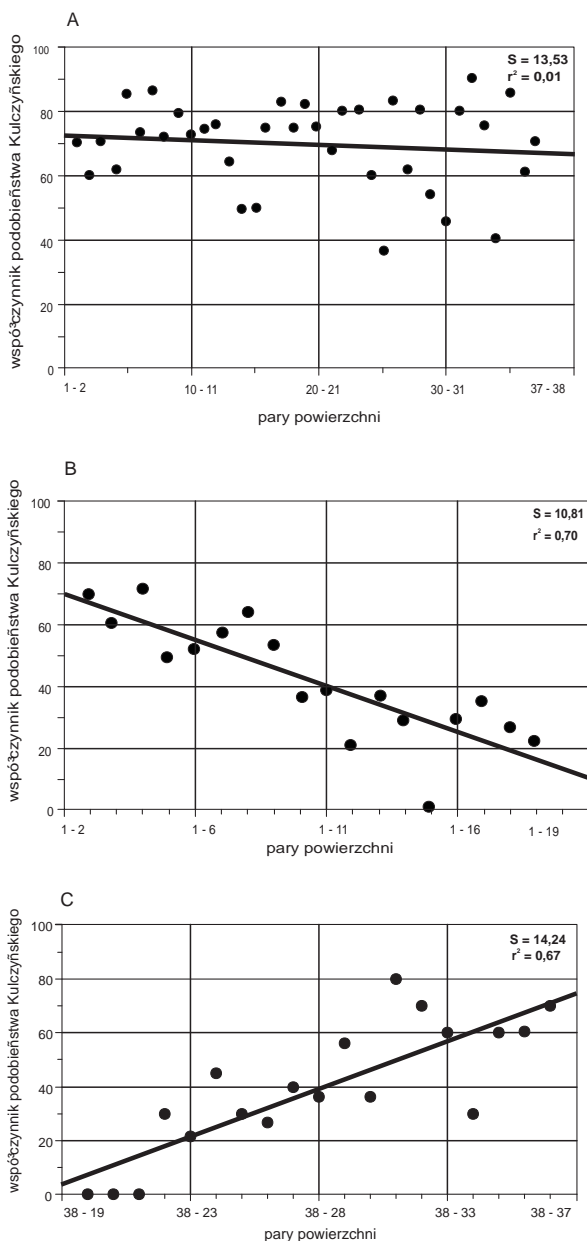 A
S = 13,53
r² = 0,01
współczynnik podobieństwa Kulczyńskiego
100
80
60
40
20
0
1 - 2
10 - 11
20 - 21
30 - 31
37 - 38
pary powierzchni
B
S = 10,81
r² = 0,70
wspó³czynnik podobieństwa Kulczyńskiego
100
80
60
40
20
0
1 - 2
1 - 6
1 - 11
1 - 16
1 - 19
pary powierzchni
C
S = 14,24
r² = 0,67
wspó³czynnik podobieństwa Kulczyńskiego
100
80
60
40
20
0
38 - 19
38 - 23
38 - 28
38 - 33
38 - 37
pary powierzchni